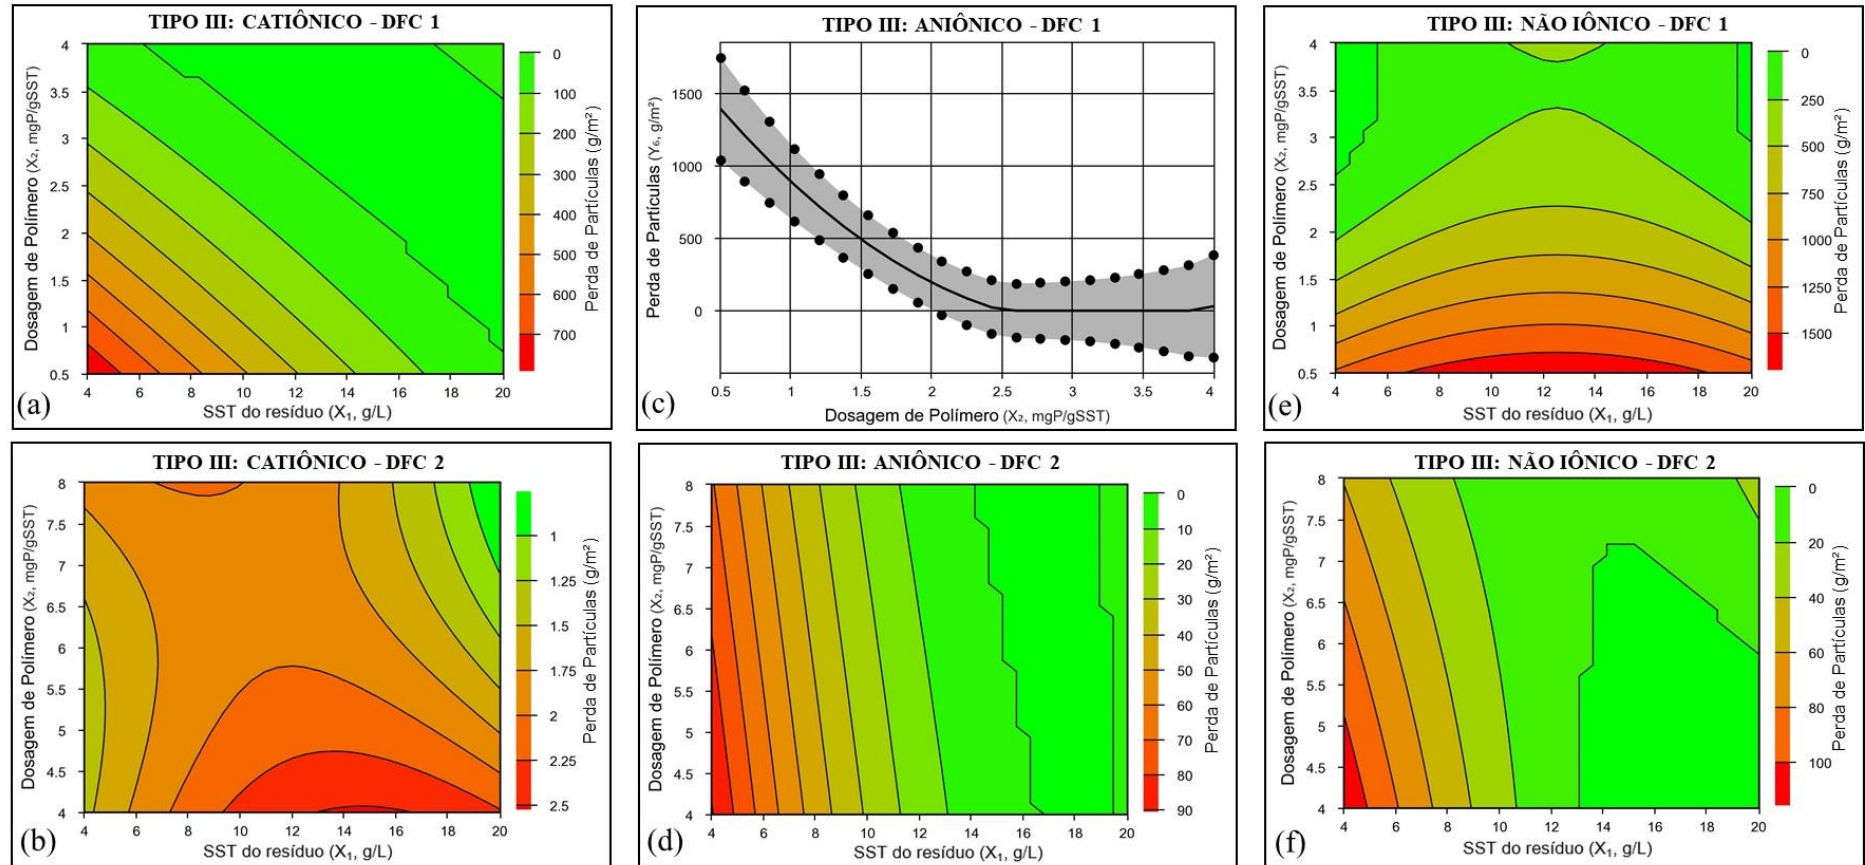 TIPO III: CATIÔNICO - DFC 1
Dosagem de Polímero (X₂, mgP/gSST)
4
3.5
3
2.5
2
1.5
1
0.5
4 6 8 10 12 14 16 18 20
SST do resíduo (X₁, g/L)
0
100
200
300
400
500
600
700
Perda de Partículas (g/m²)
(a)
TIPO III: ANIÔNICO - DFC 1
Perda de Partículas (Y₆, g/m²)
1500
1000
500
0
0.5 1 1.5 2 2.5 3 3.5 4
Dosagem de Polímero (X₂, mgP/gSST)
(c)
TIPO III: NÃO IÔNICO - DFC 1
Dosagem de Polímero (X₂, mgP/gSST)
4
3.5
3
2.5
2
1.5
1
0.5
4 6 8 10 12 14 16 18 20
SST do resíduo (X₁, g/L)
0
250
500
750
1000
1250
1500
Perda de Partículas (g/m²)
(e)
TIPO III: CATIÔNICO - DFC 2
Dosagem de Polímero (X₂, mgP/gSST)
8
7.5
7
6.5
6
5.5
5
4.5
4
4 6 8 10 12 14 16 18 20
SST do resíduo (X₁, g/L)
1
1.25
1.5
1.75
2
2.25
2.5
Perda de Partículas (g/m²)
(b)
TIPO III: ANIÔNICO - DFC 2
Dosagem de Polímero (X₂, mgP/gSST)
8
7.5
7
6.5
6
5.5
5
4.5
4
4 6 8 10 12 14 16 18 20
SST do resíduo (X₁, g/L)
0
10
20
30
40
50
60
70
80
90
Perda de Partículas (g/m²)
(d)
TIPO III: NÃO IÔNICO - DFC 2
Dosagem de Polímero (X₂, mgP/gSST)
8
7.5
7
6.5
6
5.5
5
4.5
4
4 6 8 10 12 14 16 18 20
SST do resíduo (X₁, g/L)
0
20
40
60
80
100
Perda de Partículas (g/m²)
(f)